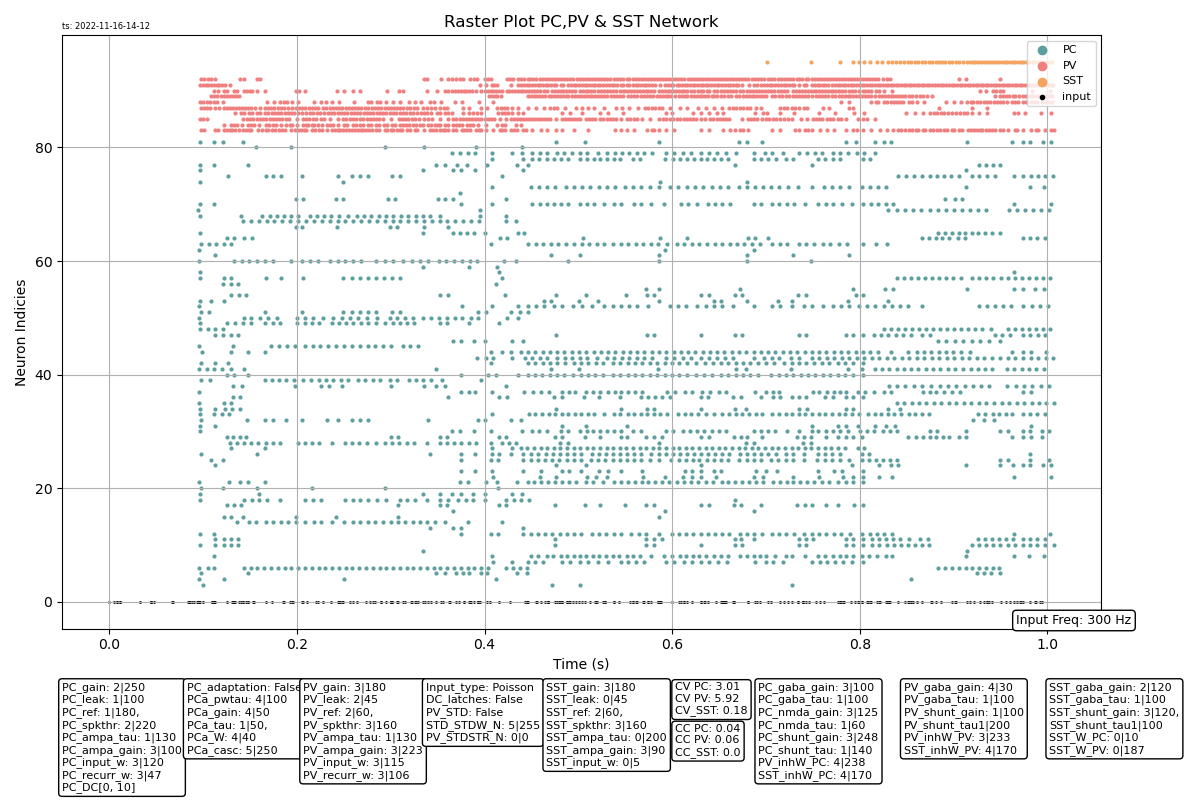 ts: 2022-11-16-14-12
Raster Plot PC,PV & SST Network
PC
PV
SST
input
Neuron Indicies
80
60
40
20
0
0.0 0.2 0.4 0.6 0.8 1.0
Time (s)
Input Freq: 300 Hz
PC_gain: 2|250
PC_leak: 1|100
PC_ref: 1|180,
PC_spkthr: 2|220
PC_ampa_tau: 1|130
PC_ampa_gain: 3|100
PC_input_w: 3|120
PC_recurr_w: 3|47
PC_DC[0, 10]
PC_adaptation: False
PCa_pwtau: 4|100
PCa_gain: 4|50
PCa_tau: 1|50,
PCa_W: 4|40
PCa_casc: 5|250
PV_gain: 3|180
PV_leak: 2|45
PV_ref: 2|60,
PV_spkthr: 3|160
PV_ampa_tau: 1|130
PV_ampa_gain: 3|223
PV_input_w: 3|115
PV_recurr_w: 3|106
Input_type: Poisson
DC_latches: False
PV_STD: False
STD_STDW_N: 5|255
PV_STDSTR_N: 0|0
SST_gain: 3|180
SST_leak: 0|45
SST_ref: 2|60,
SST_spkthr: 3|160
SST_ampa_tau: 0|200
SST_ampa_gain: 3|90
SST_input_w: 0|5
CV PC: 3.01
CV PV: 5.92
CV_SST: 0.18
CC PC: 0.04
CC PV: 0.06
CC_SST: 0.0
PC_gaba_gain: 3|100
PC_gaba_tau: 1|100
PC_nmda_gain: 3|125
PC_nmda_tau: 1|60
PC_shunt_gain: 3|248
PC_shunt_tau: 1|140
PV_inhW_PC: 4|238
SST_inhW_PC: 4|170
PV_gaba_gain: 4|30
PV_gaba_tau: 1|100
PV_shunt_gain: 1|100
PV_shunt_tau1|200
PV_inhW_PV: 3|233
SST_inhW_PV: 4|170
SST_gaba_gain: 2|120
SST_gaba_tau: 1|100
SST_shunt_gain: 3|120,
SST_shunt_tau1|100
SST_W_PC: 0|10
SST_W_PV: 0|187